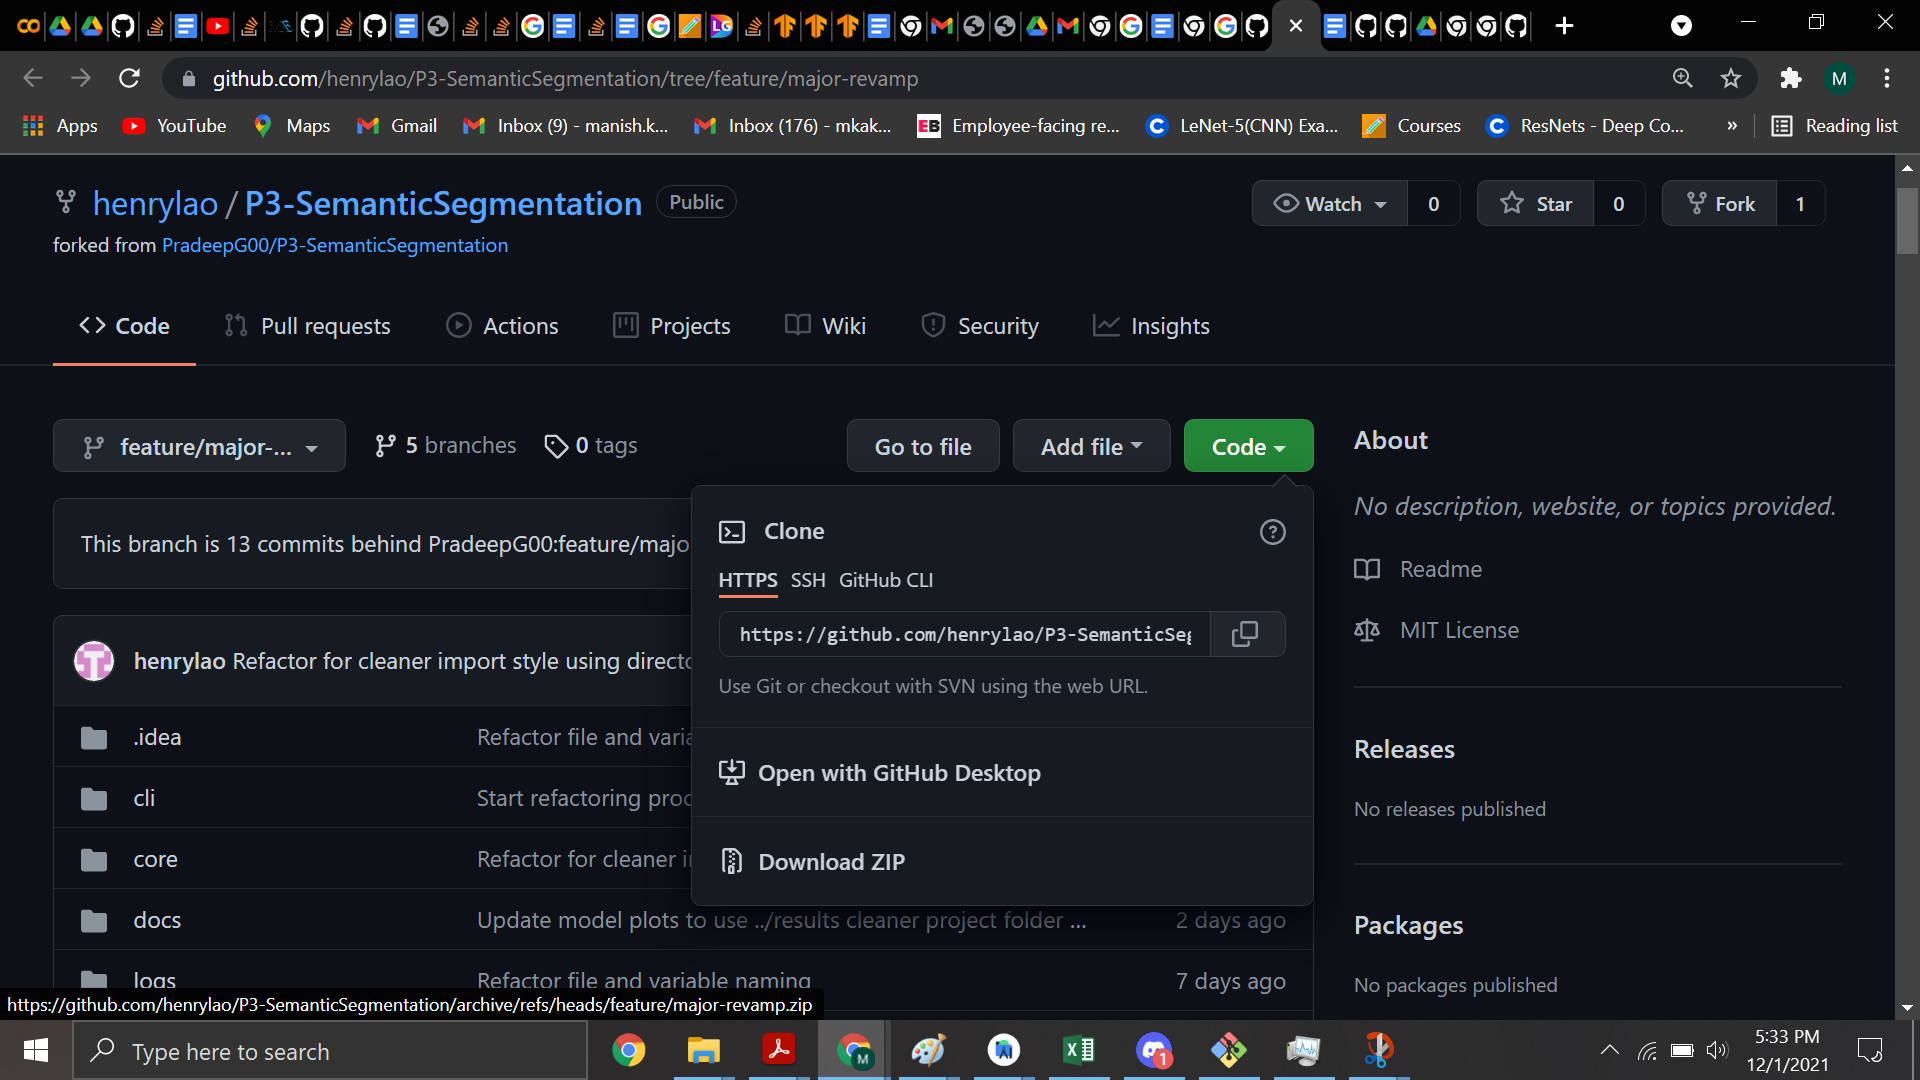 github.com/henrylao/P3-SemanticSegmentation/tree/feature/major-revamp
M
Apps YouTube Maps Gmail Inbox (9) - manish.k... Inbox (176) - mkak... EB Employee-facing re... LeNet-5(CNN) Exa... Courses ResNets - Deep Co... » Reading list
henrylao / P3-SemanticSegmentation Public
Watch 0 Star 0 Fork 1
forked from PradeepG00/P3-SemanticSegmentation
<> Code Pull requests Actions Projects Wiki Security Insights
feature/major-... 5 branches 0 tags Go to file Add file Code
About
No description, website, or topics provided.
Readme
MIT License
Releases
No releases published
Packages
No packages published
Clone
HTTPS SSH GitHub CLI
https://github.com/henrylao/P3-SemanticSeg
Use Git or checkout with SVN using the web URL.
Open with GitHub Desktop
Download ZIP
This branch is 13 commits behind PradeepG00:feature/majo
henrylao Refactor for cleaner import style using directo
.idea Refactor file and varia
cli Start refactoring proc
core Refactor for cleaner i
docs Update model plots to use ../results cleaner project folder ... 2 days ago
logs Refactor file and variable naming 7 days ago
https://github.com/henrylao/P3-SemanticSegmentation/archive/refs/heads/feature/major-revamp.zip
Type here to search
M
1
5:33 PM
12/1/2021